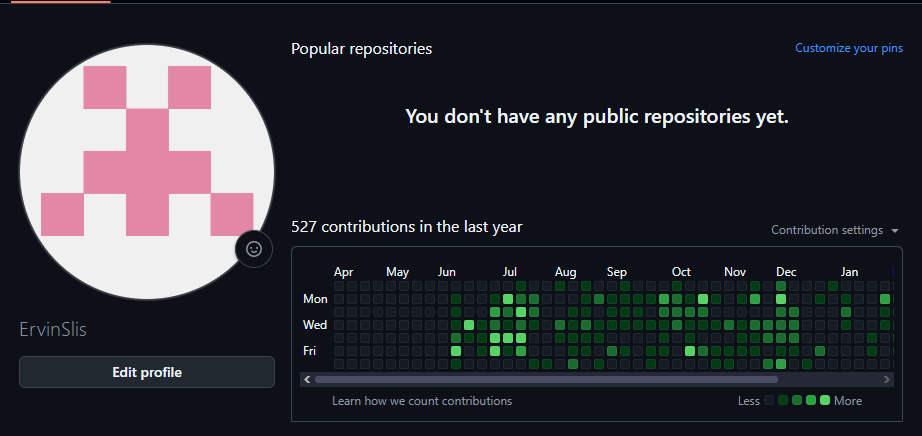 Popular repositories
Customize your pins
You don't have any public repositories yet.
527 contributions in the last year
Contribution settings
Apr May Jun Jul Aug Sep Oct Nov Dec Jan
Mon
Wed
Fri
Learn how we count contributions
Less More
ErvinSlis
Edit profile